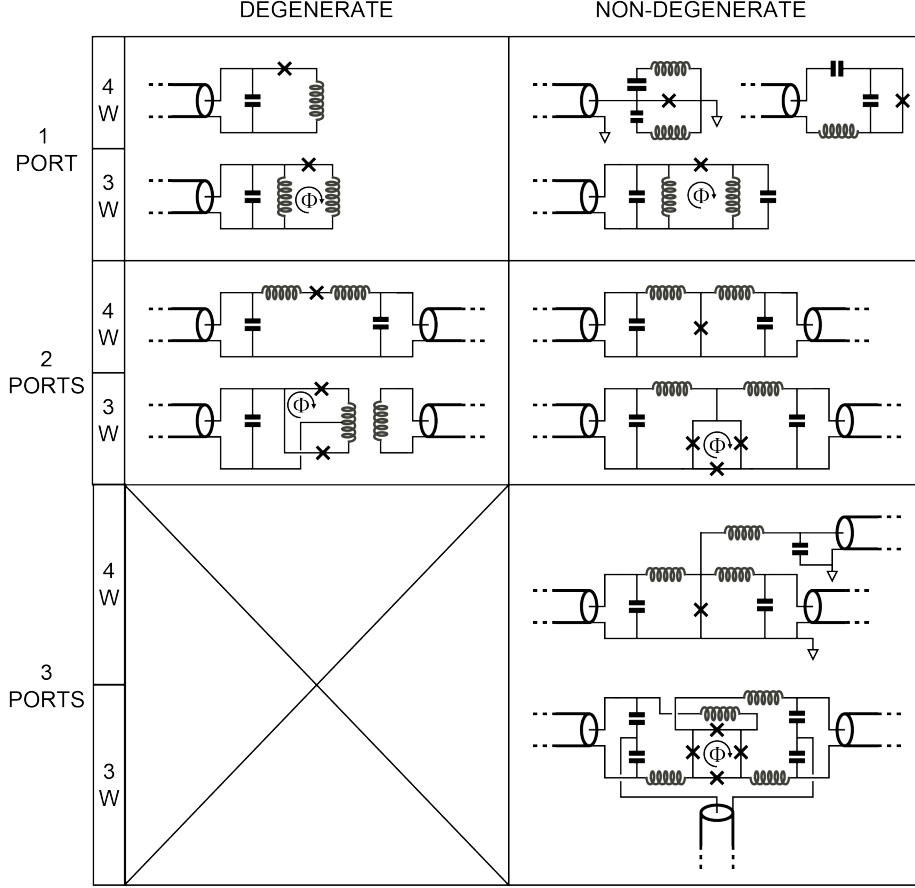 DEGENERATE
NON-DEGENERATE
1
PORT
4
W
3
W
Φ
Φ
2
PORTS
4
W
3
W
Φ
Φ
3
PORTS
4
W
3
W
Φ